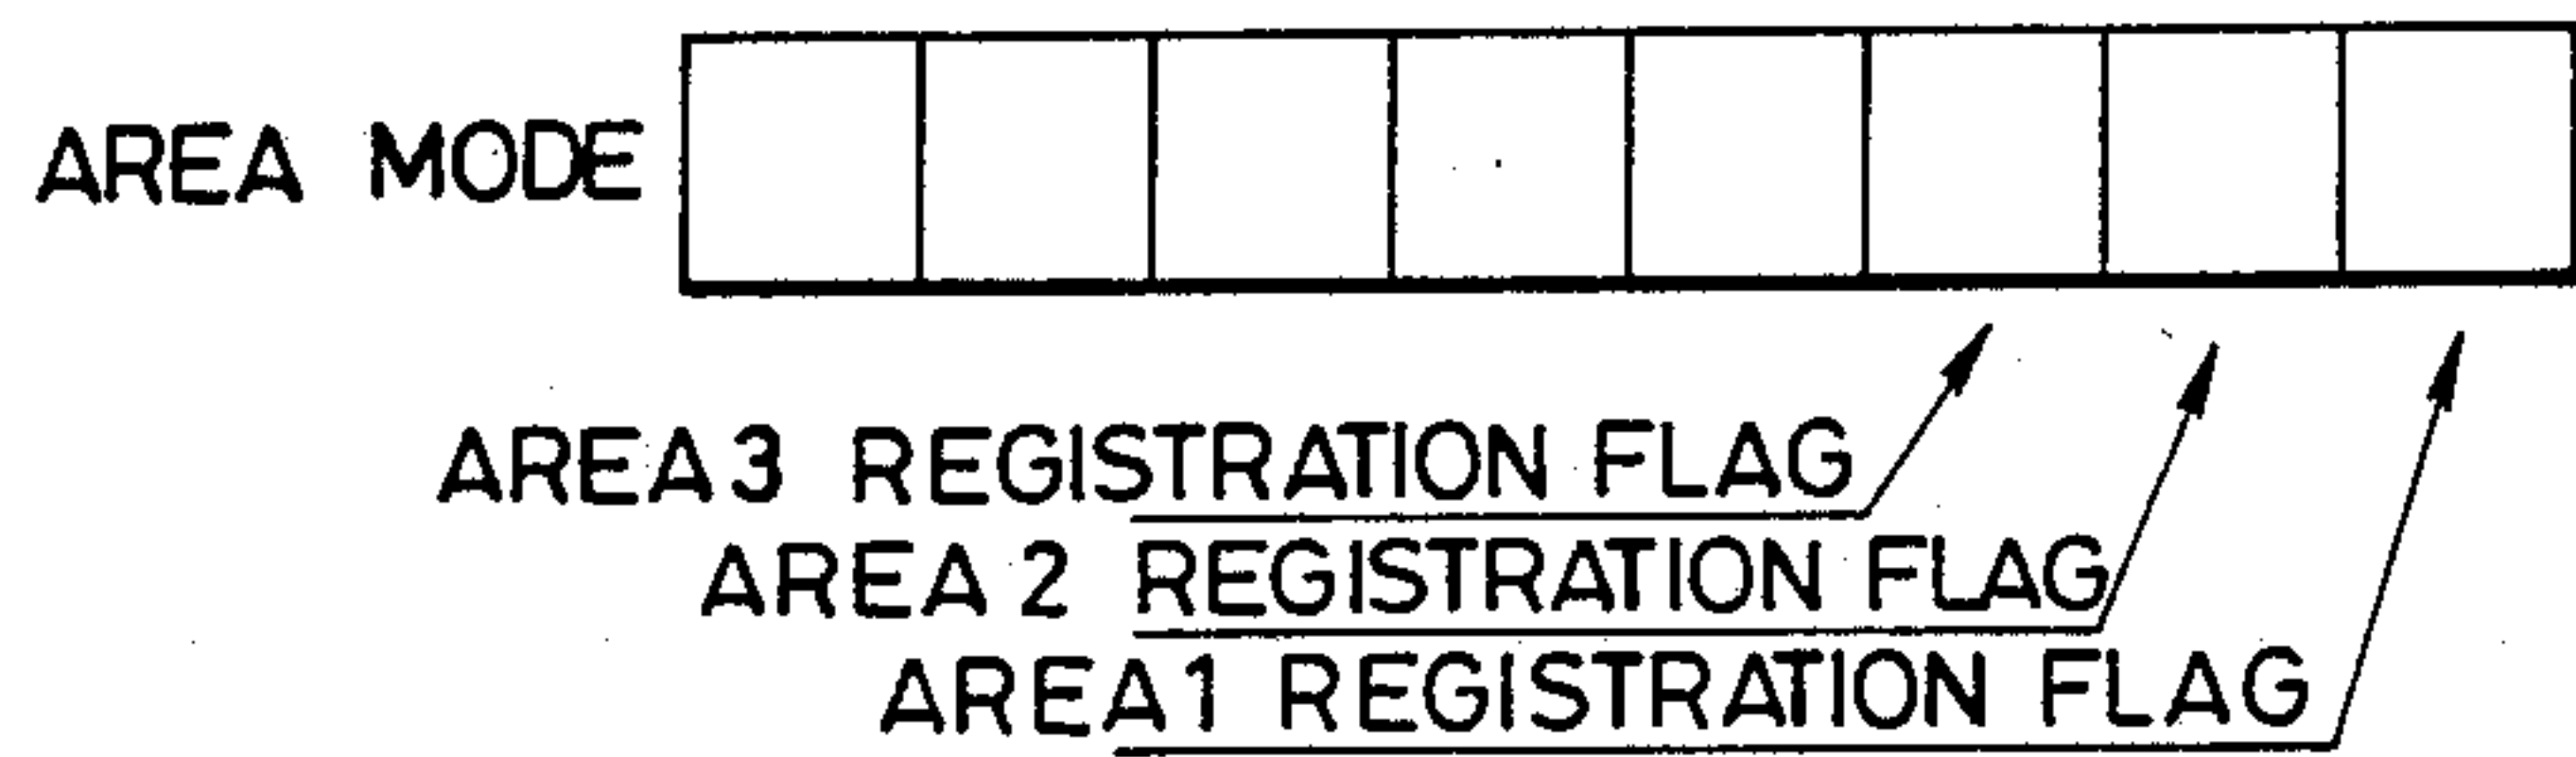 AREA MODE
AREA3 REGISTRATION FLAG
AREA 2 REGISTRATION FLAG
AREA1 REGISTRATION FLAG